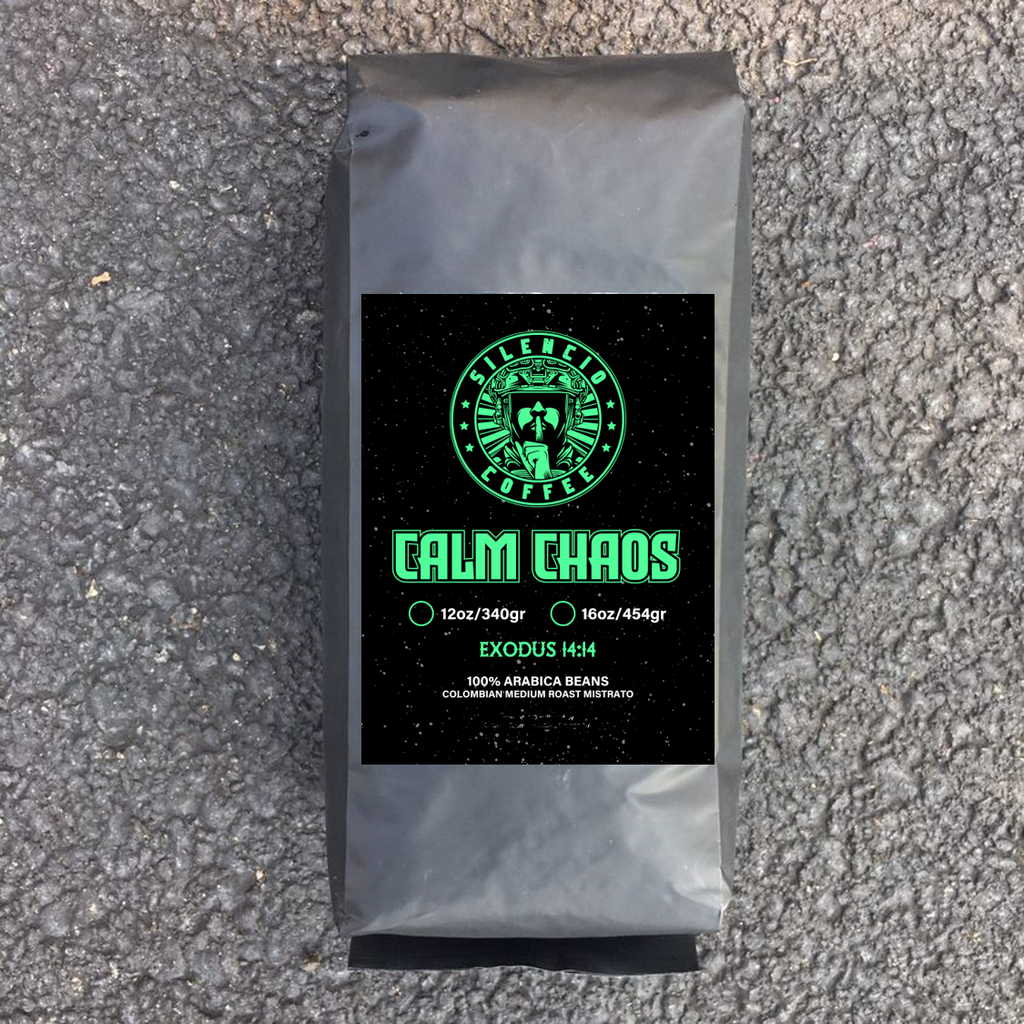 SILENCIO
COFFEE
CALM CHAOS
12oz/340gr 16oz/454gr
EXODUS 14:14
100% ARABICA BEANS
COLOMBIAN MEDIUM ROAST MISTRATO